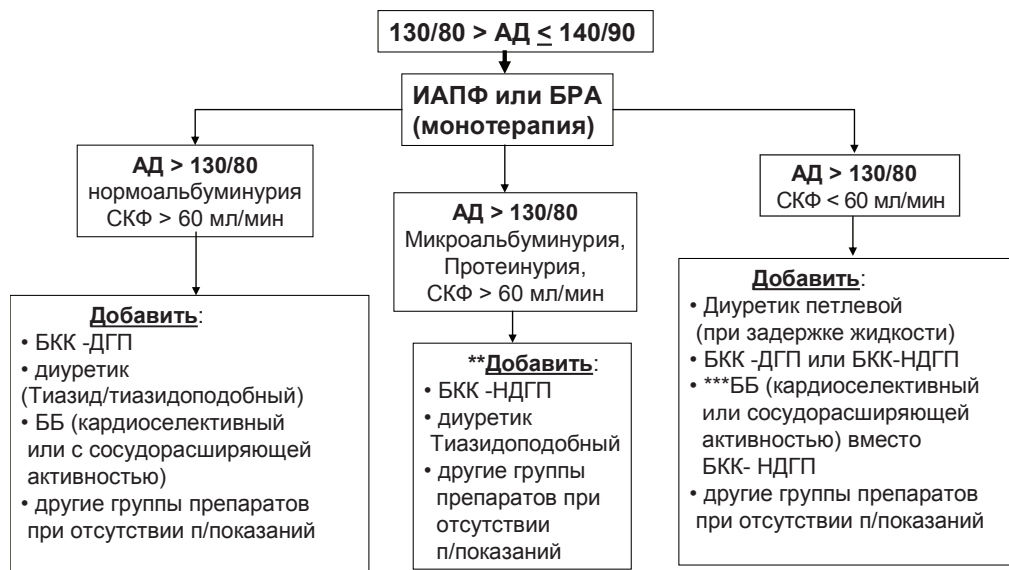 130/80 > АД ≤ 140/90
ИАПФ или БРА
(монотерапия)
АД > 130/80
нормоальбуминурия
СКФ > 60 мл/мин
АД > 130/80
Микроальбуминурия,
Протеинурия,
СКФ > 60 мл/мин
АД > 130/80
СКФ < 60 мл/мин
Добавить:
• БКК -ДГП
• диуретик
(Тиазид/тиазидоподобный)
• ББ (кардиоселективный
или с сосудорасширяющей
активностью)
• другие группы препаратов
при отсутствии п/показаний
**Добавить:
• БКК -НДГП
• диуретик
Тиазидоподобный
• другие группы
препаратов при
отсутствии
п/показаний
Добавить:
• Диуретик петлевой
(при задержке жидкости)
• БКК -ДГП или БКК-НДГП
• ***ББ (кардиоселективный
или сосудорасширяющей
активностью) вместо
БКК- НДГП
• другие группы препаратов
при отсутствии п/показаний